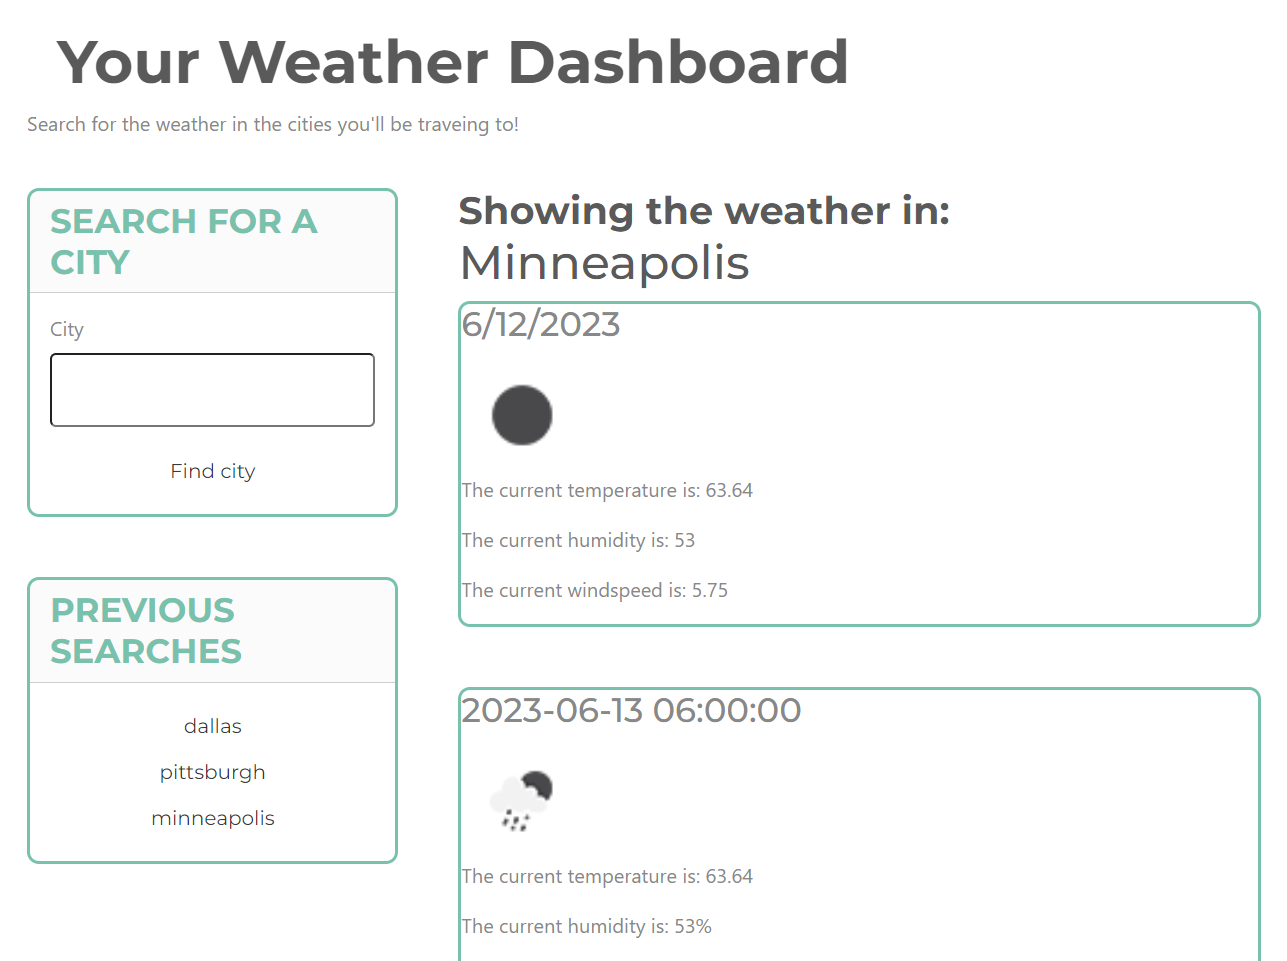 Your Weather Dashboard
Search for the weather in the cities you'll be traveing to!
SEARCH FOR A
CITY
City
Find city
PREVIOUS
SEARCHES
dallas
pittsburgh
minneapolis
Showing the weather in:
Minneapolis
6/12/2023
The current temperature is: 63.64
The current humidity is: 53
The current windspeed is: 5.75
2023-06-13 06:00:00
The current temperature is: 63.64
The current humidity is: 53%